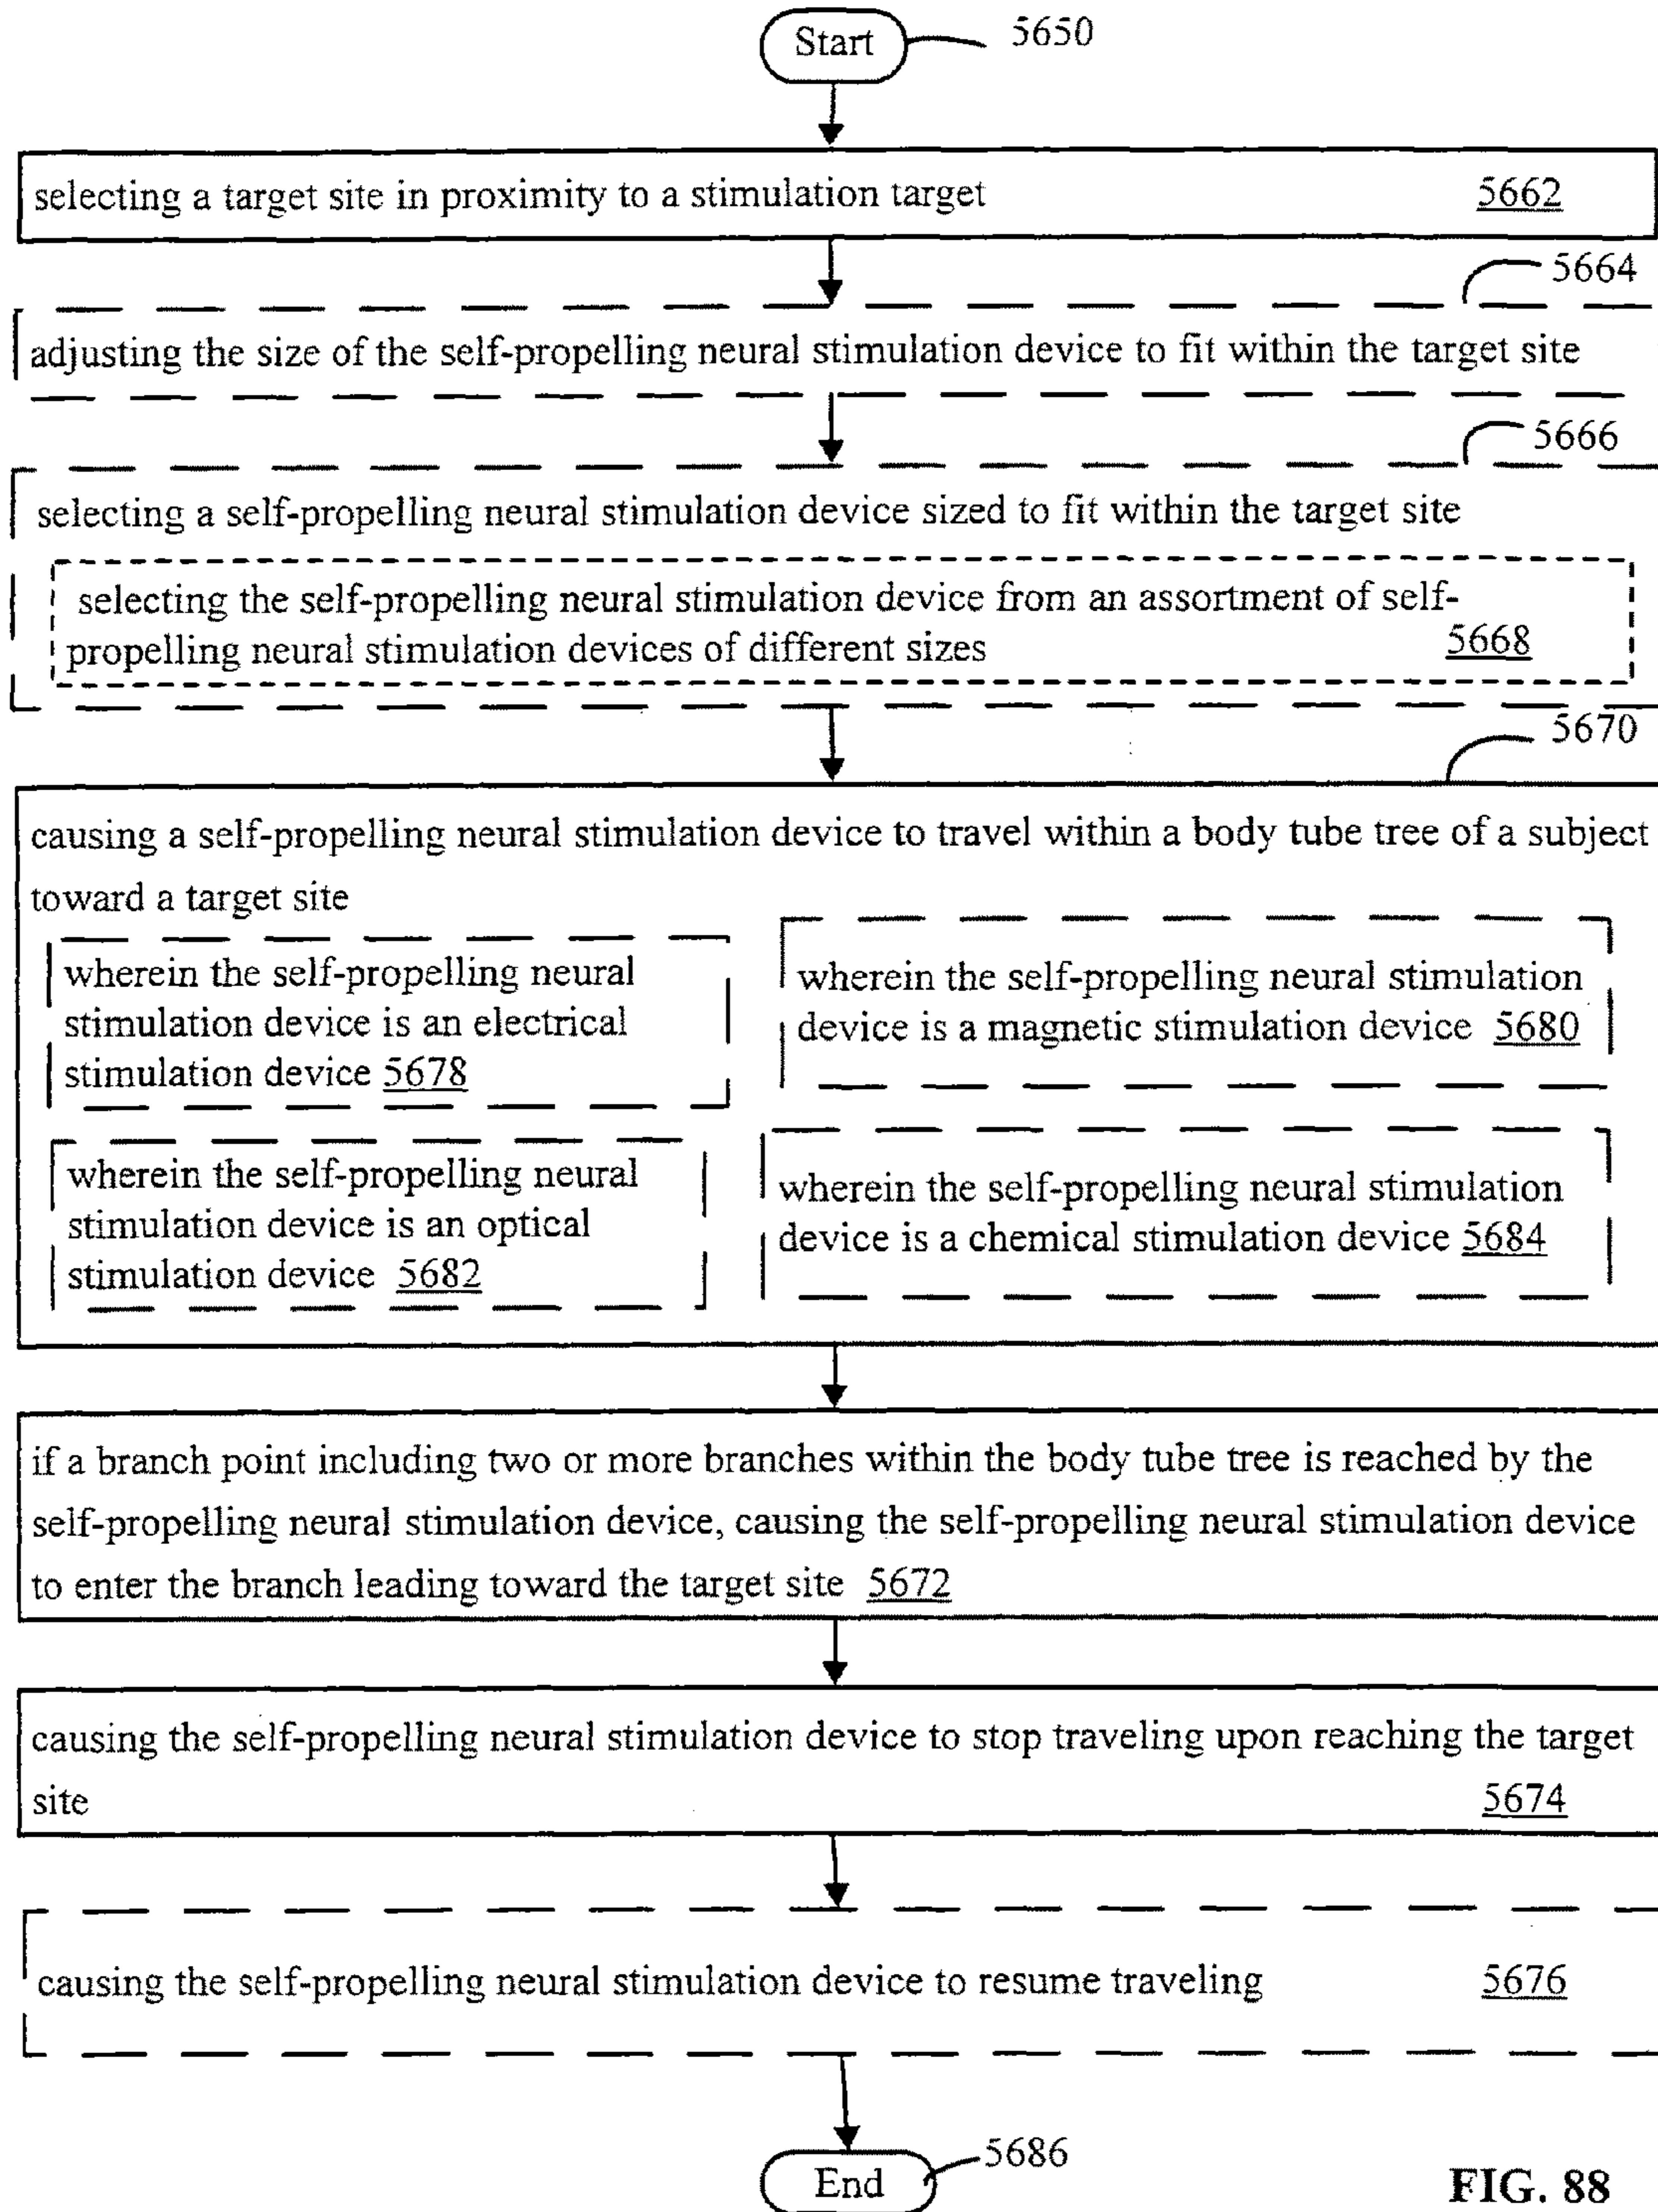 Start
5650
selecting a target site in proximity to a stimulation target 5662
5664
adjusting the size of the self-propelling neural stimulation device to fit within the target site
5666
selecting a self-propelling neural stimulation device sized to fit within the target site
selecting the self-propelling neural stimulation device from an assortment of self-
propelling neural stimulation devices of different sizes 5668
5670
causing a self-propelling neural stimulation device to travel within a body tube tree of a subject
toward a target site
wherein the self-propelling neural
stimulation device is an electrical
stimulation device 5678
wherein the self-propelling neural stimulation
device is a magnetic stimulation device 5680
wherein the self-propelling neural
stimulation device is an optical
stimulation device 5682
wherein the self-propelling neural stimulation
device is a chemical stimulation device 5684
if a branch point including two or more branches within the body tube tree is reached by the
self-propelling neural stimulation device, causing the self-propelling neural stimulation device
to enter the branch leading toward the target site 5672
causing the self-propelling neural stimulation device to stop traveling upon reaching the target
site 5674
causing the self-propelling neural stimulation device to resume traveling 5676
End
5686
FIG. 88